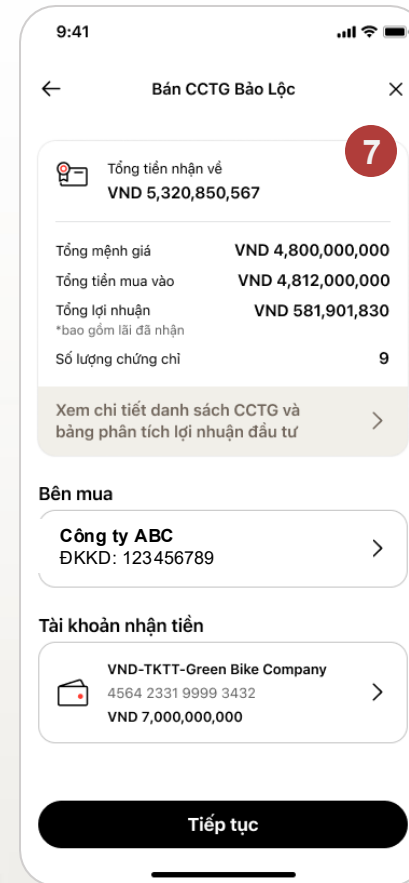 9:41
Bán CCTG Bảo Lộc
7
Tổng tiền nhận về
VND 5,320,850,567
Tổng mệnh giá VND 4,800,000,000
Tổng tiền mua vào VND 4,812,000,000
Tổng lợi nhuận VND 581,901,830
*bao gồm lãi đã nhận
Số lượng chứng chỉ 9
Xem chi tiết danh sách CCTG và
bảng phân tích lợi nhuận đầu tư
Bên mua
Công ty ABC
ĐKKD: 123456789
Tài khoản nhận tiền
VND-TKTT-Green Bike Company
4564 2331 9999 3432
VND 7,000,000,000
Tiếp tục